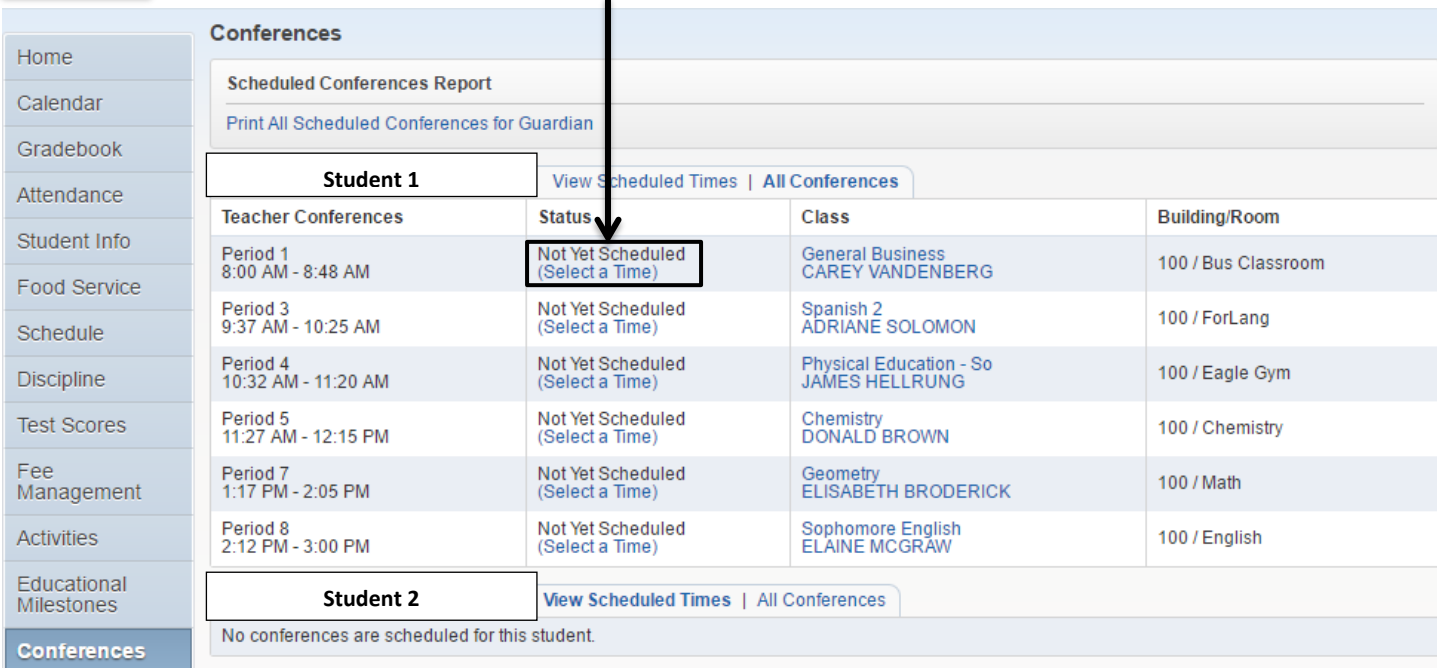 Conferences
Home
Calendar
Gradebook
Attendance
Student Info
Food Service
Schedule
Discipline
Test Scores
Fee
Management
Activities
Educational
Milestones
Conferences
Scheduled Conferences Report
Print All Scheduled Conferences for Guardian
Student 1 View Scheduled Times | All Conferences
Teacher Conferences Status Class Building/Room
Period 1 Not Yet Scheduled General Business
8:00 AM - 8:48 AM (Select a Time) CAREY VANDENBERG 100 / Bus Classroom
Period 3 Not Yet Scheduled Spanish 2
9:37 AM - 10:25 AM (Select a Time) ADRIANE SOLOMON 100 / ForLang
Period 4 Not Yet Scheduled Physical Education - So
10:32 AM - 11:20 AM (Select a Time) JAMES HELLRUNG 100 / Eagle Gym
Period 5 Not Yet Scheduled Chemistry
11:27 AM - 12:15 PM (Select a Time) DONALD BROWN 100 / Chemistry
Period 7 Not Yet Scheduled Geometry
1:17 PM - 2:05 PM (Select a Time) ELISABETH BRODERICK 100 / Math
Period 8 Not Yet Scheduled Sophomore English
2:12 PM - 3:00 PM (Select a Time) ELAINE MCGRAW 100 / English
Student 2 View Scheduled Times | All Conferences
No conferences are scheduled for this student.